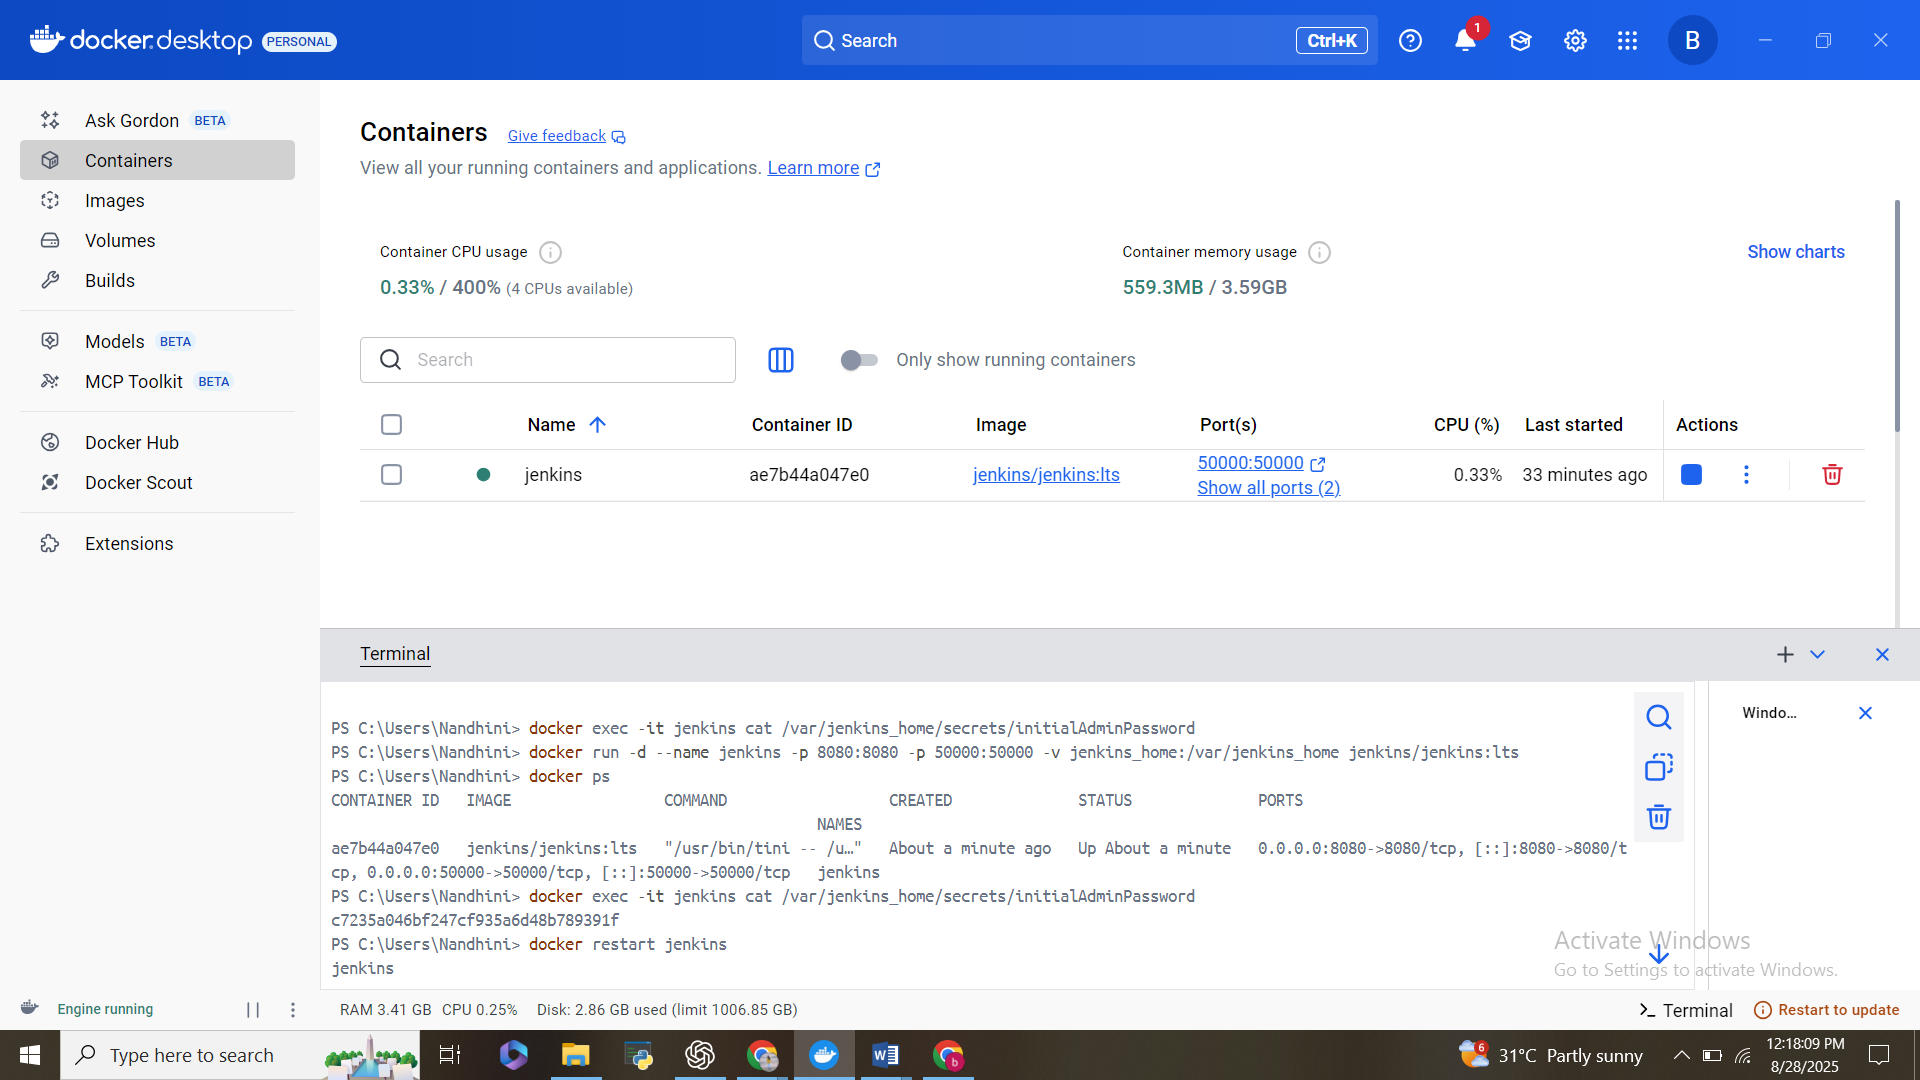 docker.desktop PERSONAL
Search
Ctrl+K
1
B
Ask Gordon BETA
Containers
Images
Volumes
Builds
Models BETA
MCP Toolkit BETA
Docker Hub
Docker Scout
Extensions
Containers Give feedback
View all your running containers and applications. Learn more
Container CPU usage
0.33% / 400% (4 CPUs available)
Container memory usage
559.3MB / 3.59GB
Show charts
Search
Only show running containers
Name Container ID Image Port(s) CPU (%) Last started Actions
jenkins ae7b44a047e0 jenkins/jenkins:lts 50000:50000 0.33% 33 minutes ago
Show all ports (2)
Terminal
Windo...
PS C:\Users\Nandhini> docker exec -it jenkins cat /var/jenkins_home/secrets/initialAdminPassword
PS C:\Users\Nandhini> docker run -d --name jenkins -p 8080:8080 -p 50000:50000 -v jenkins_home:/var/jenkins_home jenkins/jenkins:lts
PS C:\Users\Nandhini> docker ps
CONTAINER ID IMAGE COMMAND CREATED STATUS PORTS
NAMES
ae7b44a047e0 jenkins/jenkins:lts "/usr/bin/tini -- /u…" About a minute ago Up About a minute 0.0.0.0:8080->8080/tcp, [::]:8080->8080/t
cp, 0.0.0.0:50000->50000/tcp, [::]:50000->50000/tcp jenkins
PS C:\Users\Nandhini> docker exec -it jenkins cat /var/jenkins_home/secrets/initialAdminPassword
c7235a046bf247cf935a6d48b789391f
PS C:\Users\Nandhini> docker restart jenkins
jenkins
Activate Windows
Go to Settings to activate Windows.
Engine running
RAM 3.41 GB CPU 0.25% Disk: 2.86 GB used (limit 1006.85 GB)
Terminal
Restart to update
Type here to search
6
31°C Partly sunny
12:18:09 PM
8/28/2025